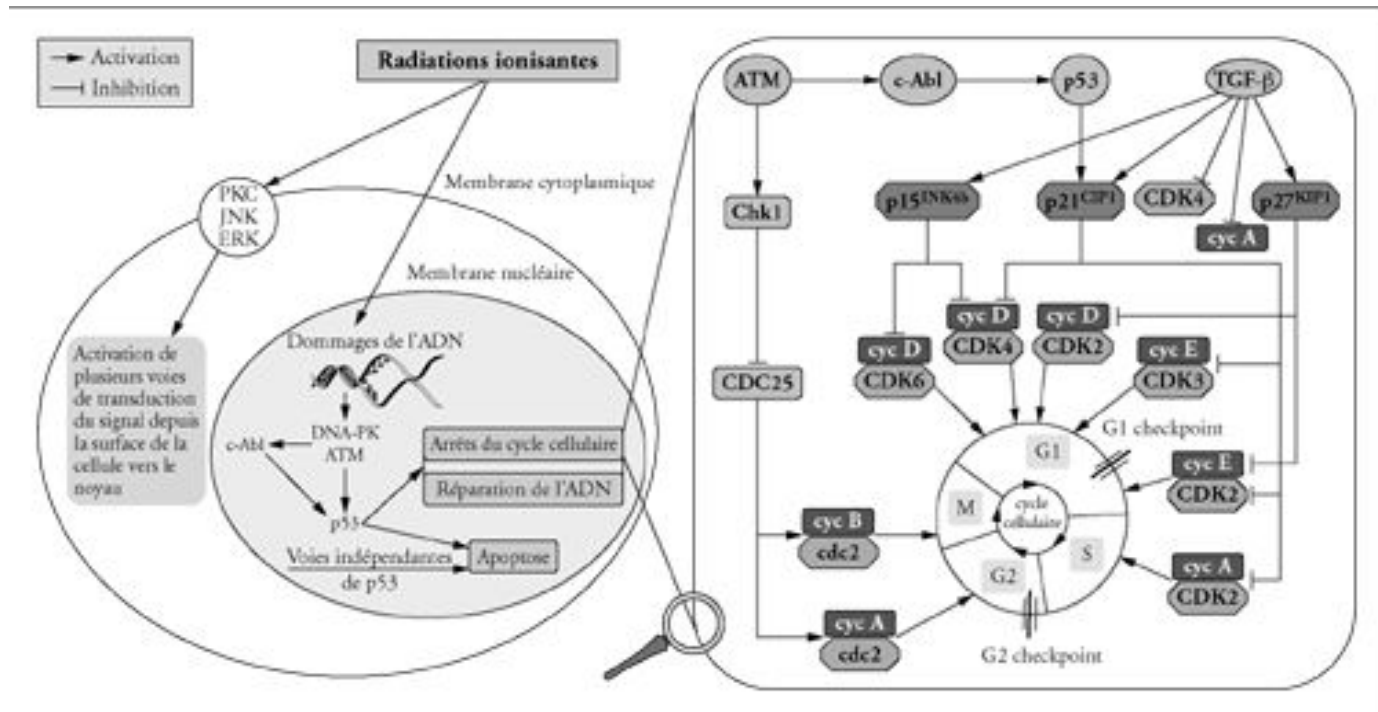 Activation
Inhibition
Radiations ionisantes
PKC
JNK
ERK
Membrane cytoplasmique
Membrane nucléaire
Activation de
plusieurs voies
de transduction
du signal depuis
la surface de la
cellule vers le
noyau
Dommages de l'ADN
c-Abl
DNA-PK
ATM
p53
Arrêts du cycle cellulaire
Réparation de l'ADN
Apoptose
Voies indépendantes
de p53
ATM
c-Abl
p53
TGF-β
Chk1
p15INK4b
p21CIP1
CDK4
cyc A
p27KIP1
CDC25
cyc D
CDK6
cyc D
CDK4
cyc D
CDK2
cyc E
CDK3
G1 checkpoint
cyc E
CDK2
cyc A
CDK2
G1
M
cycle
cellulaire
S
G2
cyc B
cdc2
cyc A
cdc2
G2 checkpoint